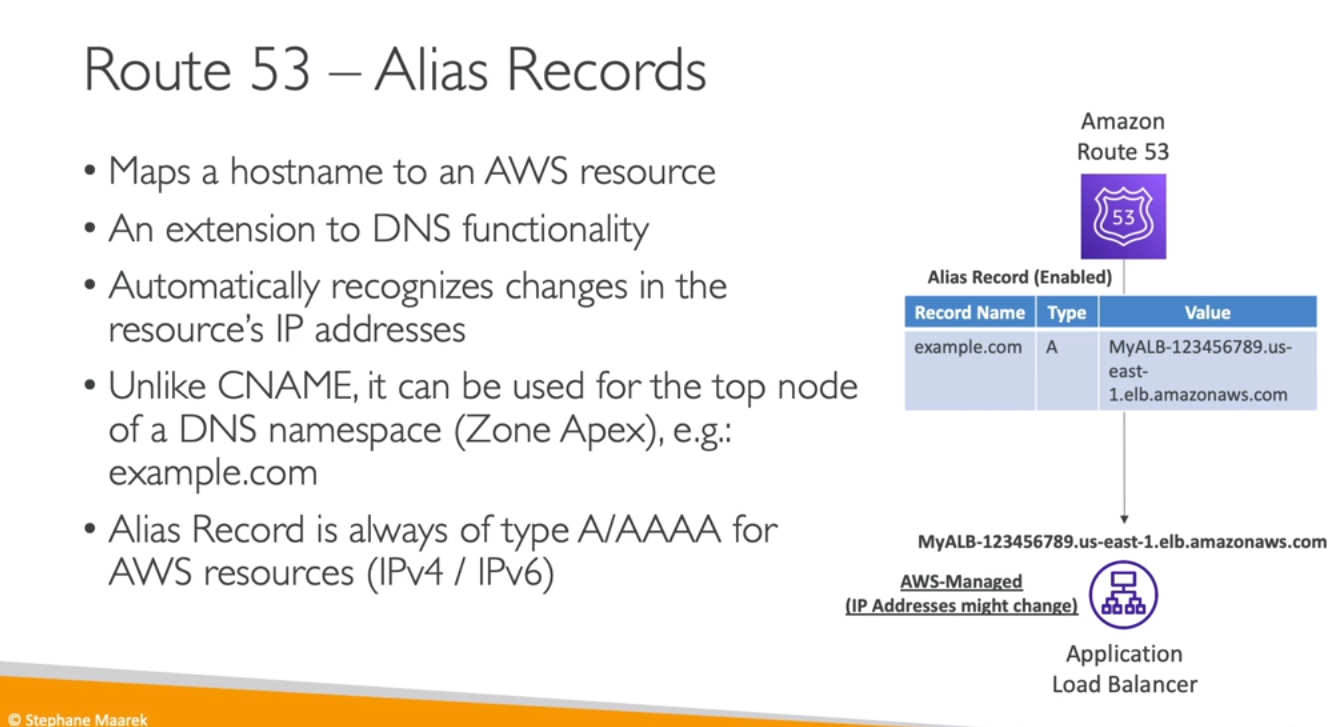 Route 53 – Alias Records
• Maps a hostname to an AWS resource
• An extension to DNS functionality
• Automatically recognizes changes in the
resource's IP addresses
• Unlike CNAME, it can be used for the top node
of a DNS namespace (Zone Apex), e.g.:
example.com
• Alias Record is always of type A/AAAA for
AWS resources (IPv4 / IPv6)
Amazon
Route 53
53
Alias Record (Enabled)
Record Name Type Value
example.com A MyALB-123456789.us-
east-
1.elb.amazonaws.com
MyALB-123456789.us-east-1.elb.amazonaws.com
AWS-Managed
(IP Addresses might change)
Application
Load Balancer
© Stephane Maarek